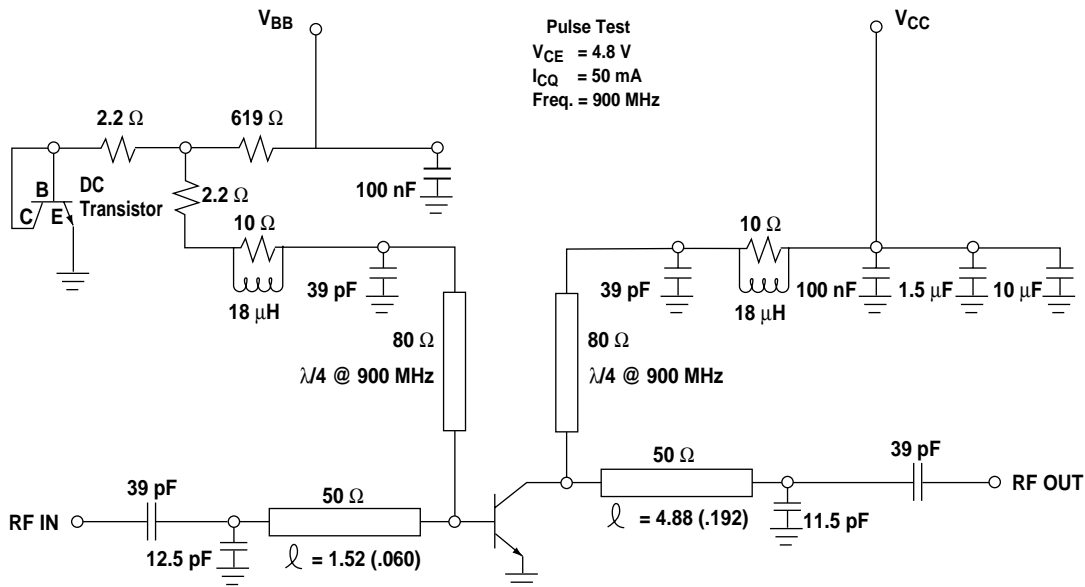 V_BB
Pulse Test
V_CE = 4.8 V
I_CQ = 50 mA
Freq. = 900 MHz
V_CC
2.2 Ω
619 Ω
B
C
E
DC
Transistor
2.2 Ω
100 nF
10 Ω
18 μH
39 pF
80 Ω
λ/4 @ 900 MHz
39 pF
10 Ω
18 μH
100 nF
1.5 μF
10 μF
80 Ω
λ/4 @ 900 MHz
RF IN
39 pF
12.5 pF
50 Ω
ℓ = 1.52 (.060)
50 Ω
ℓ = 4.88 (.192)
11.5 pF
39 pF
RF OUT